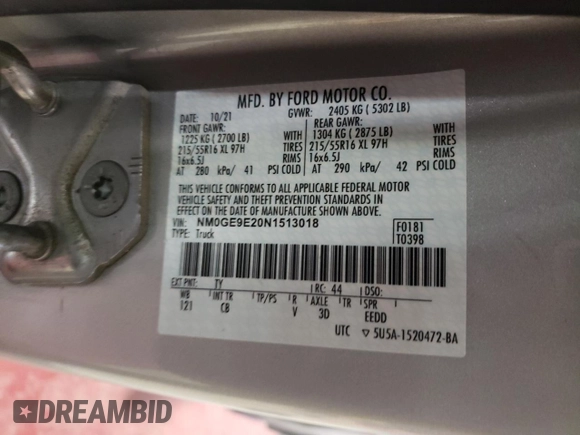 MFD. BY FORD MOTOR CO.
DATE: 10/21 GVWR: 2405 KG ( 5302 LB)
FRONT GAWR: REAR GAWR:
1225 KG ( 2700 LB) WITH 1304 KG ( 2875 LB) WITH
215/55R16 XL 97H TIRES 215/55R16 XL 97H TIRES
16x6.5J RIMS 16x6.5J RIMS
AT 280 kPa/ 41 PSI COLD AT 290 kPa/ 42 PSI COLD
THIS VEHICLE CONFORMS TO ALL APPLICABLE FEDERAL MOTOR
VEHICLE SAFETY AND THEFT PREVENTION STANDARDS IN
EFFECT ON THE DATE OF MANUFACTURE SHOWN ABOVE.
VIN: NM0GE9E20N1513018 F0181
TYPE: Truck T0398
EXT PNT: TY RC: 44 DSO:
WB INT TR TP/PS R AXLE TR SPR
121 CB V 3D EEDD
UTC ▽ 5U5A-1520472-BA
DREAMBID